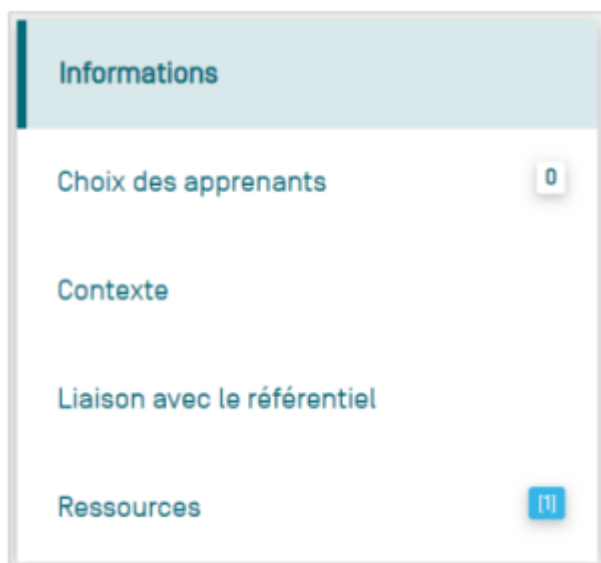 Informations
Choix des apprenants 0
Contexte
Liaison avec le référentiel
Ressources [1]